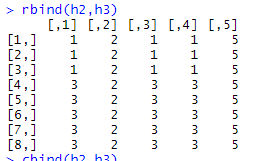 > rbind(h2,h3)
     [,1] [,2] [,3] [,4] [,5]
[1,]    1    2    1    1    5
[2,]    1    2    1    1    5
[3,]    1    2    1    1    5
[4,]    3    2    3    3    5
[5,]    3    2    3    3    5
[6,]    3    2    3    3    5
[7,]    3    2    3    3    5
[8,]    3    2    3    3    5
> cbind(h2,h3)